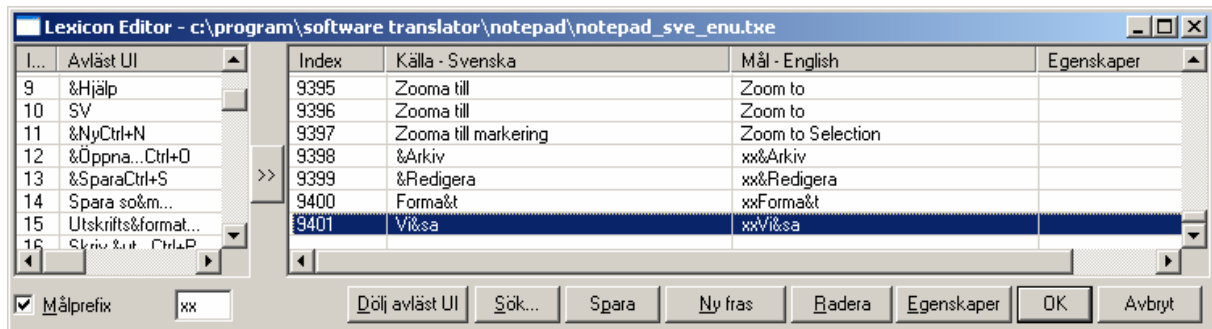 Lexicon Editor - c:\program\software translator\notepad\notepad_sve_enu.txe
I... Avläst UI Index Källa - Svenska Mål - English Egenskaper
9 &Hjälp 9395 Zooma till Zoom to
10 SV 9396 Zooma till Zoom to
11 &NyCtrl+N 9397 Zooma till markering Zoom to Selection
12 &Öppna...Ctrl+O 9398 &Arkiv xx&Arkiv
13 &SparaCtrl+S >> 9399 &Redigera xx&Redigera
14 Spara so&m... 9400 Forma&t xxForma&t
15 Utskrifts&format... 9401 Vi&sa xxVi&sa
16 Skriv &ut...Ctrl+P
Målprefix xx Dölj avläst UI Sök... Spara Ny fras Radera Egenskaper OK Avbryt